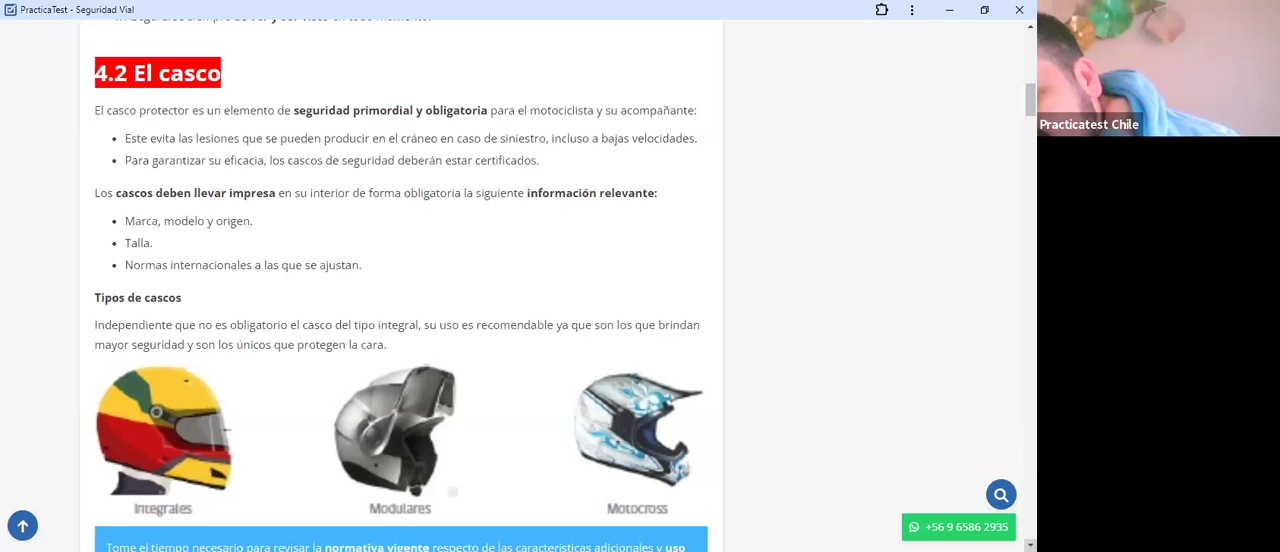 PracticaTest - Seguridad Vial
4.2 El casco
El casco protector es un elemento de seguridad primordial y obligatoria para el motociclista y su acompañante:
Este evita las lesiones que se pueden producir en el cráneo en caso de siniestro, incluso a bajas velocidades.
Para garantizar su eficacia, los cascos de seguridad deberán estar certificados.
Los cascos deben llevar impresa en su interior de forma obligatoria la siguiente información relevante:
Marca, modelo y origen.
Talla.
Normas internacionales a las que se ajustan.
Tipos de cascos
Independiente que no es obligatorio el casco del tipo integral, su uso es recomendable ya que son los que brindan
mayor seguridad y son los únicos que protegen la cara.
Integrales Modulares Motocross
Tome el tiempo necesario para revisar la normativa vigente respecto de las características adicionales y uso
+56 9 6586 2935
Practicatest Chile